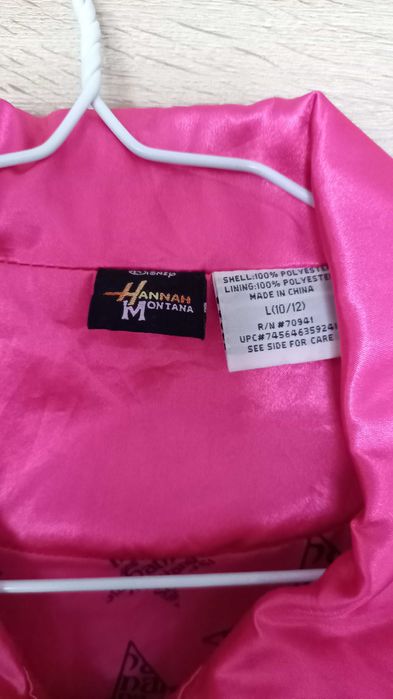 Disney
HANNAH
MONTANA
SHELL:100% POLYESTER
LINING:100% POLYESTER
MADE IN CHINA
L(10/12)
R/N #70941
UPC#745646359241
SEE SIDE FOR CARE